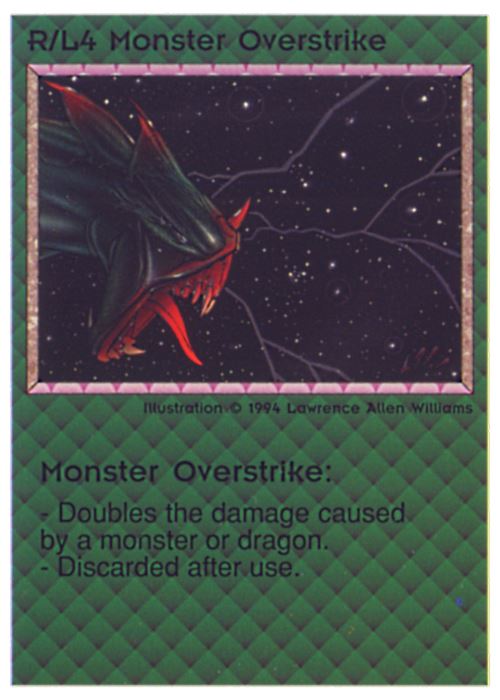 R/L4 Monster Overstrike
Illustration © 1994 Lawrence Allen Williams
Monster Overstrike:
- Doubles the damage caused
by a monster or dragon.
- Discarded after use.